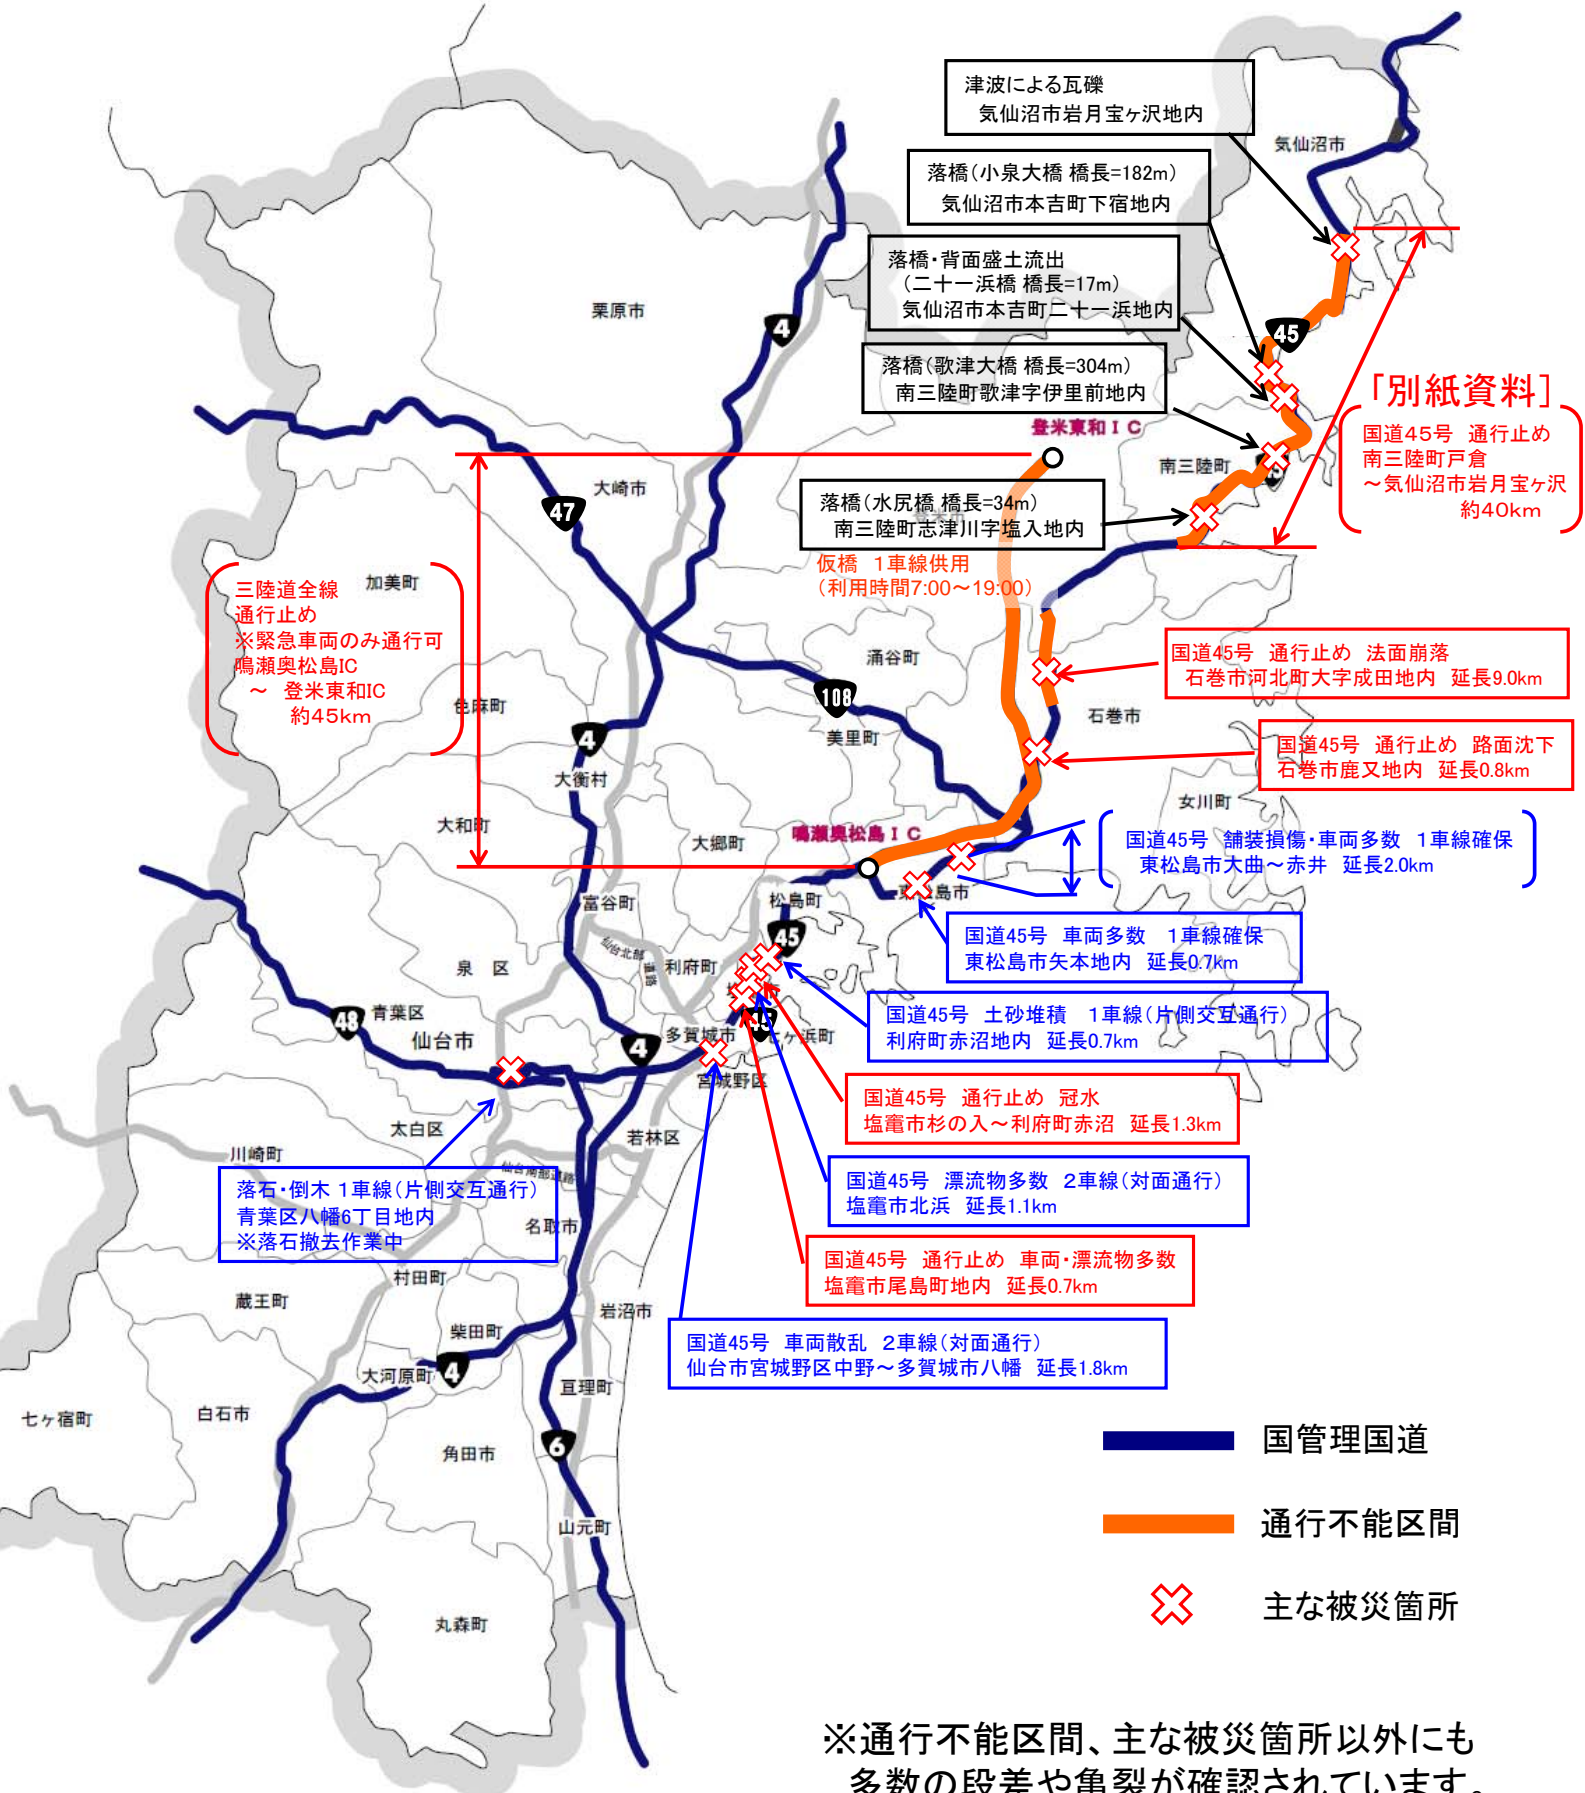 津波による瓦礫
気仙沼市岩月宝ヶ沢地内
気仙沼市
落橋(小泉大橋 橋長=182m)
気仙沼市本吉町下宿地内
落橋・背面盛土流出
(二十一浜橋 橋長=17m)
気仙沼市本吉町二十一浜地内
栗原市
4
45
落橋(歌津大橋 橋長=304m)
南三陸町歌津字伊里前地内
「別紙資料]
国道45号 通行止め
南三陸町戸倉
～気仙沼市岩月宝ヶ沢
約40km
登米東和IC
南三陸町
大崎市
47
落橋(水尻橋 橋長=34m)
南三陸町志津川字塩入地内
仮橋 1車線供用
(利用時間7:00～19:00)
加美町
三陸道全線
通行止め
※緊急車両のみ通行可
鳴瀬奥松島IC
～ 登米東和IC
約45km
色麻町
涌谷町
国道45号 通行止め 法面崩落
石巻市河北町大字成田地内 延長9.0km
108
石巻市
美里町
4
国道45号 通行止め 路面沈下
石巻市鹿又地内 延長0.8km
大衡村
女川町
大和町
大郷町
鳴瀬奥松島IC
国道45号 舗装損傷・車両多数 1車線確保
東松島市大曲～赤井 延長2.0km
富谷町
松島町
東松島市
45
国道45号 車両多数 1車線確保
東松島市矢本地内 延長0.7km
仙台北部道路
泉 区
利府町
48
青葉区
仙台市
国道45号 土砂堆積 1車線(片側交互通行)
利府町赤沼地内 延長0.7km
4
多賀城市
45
七ヶ浜町
宮城野区
国道45号 通行止め 冠水
塩竈市杉の入～利府町赤沼 延長1.3km
太白区
若林区
川崎町
仙台南部道路
落石・倒木 1車線(片側交互通行)
青葉区八幡6丁目地内
※落石撤去作業中
国道45号 漂流物多数 2車線(対面通行)
塩竈市北浜 延長1.1km
名取市
国道45号 通行止め 車両・漂流物多数
塩竈市尾島町地内 延長0.7km
村田町
蔵王町
岩沼市
柴田町
国道45号 車両散乱 2車線(対面通行)
仙台市宮城野区中野～多賀城市八幡 延長1.8km
大河原町
4
亘理町
七ヶ宿町
白石市
角田市
6
国管理国道
山元町
通行不能区間
丸森町
主な被災箇所
※通行不能区間、主な被災箇所以外にも
多数の段差や亀裂が確認されています。